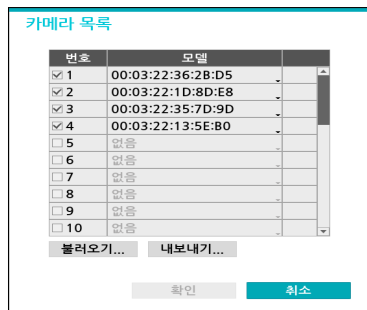 카메라 목록
번호 모델
1 00:03:22:36:2B:D5
2 00:03:22:1D:8D:E8
3 00:03:22:35:7D:9D
4 00:03:22:13:5E:B0
5 없음
6 없음
7 없음
8 없음
9 없음
10 없음
불러오기... 내보내기...
확인 취소